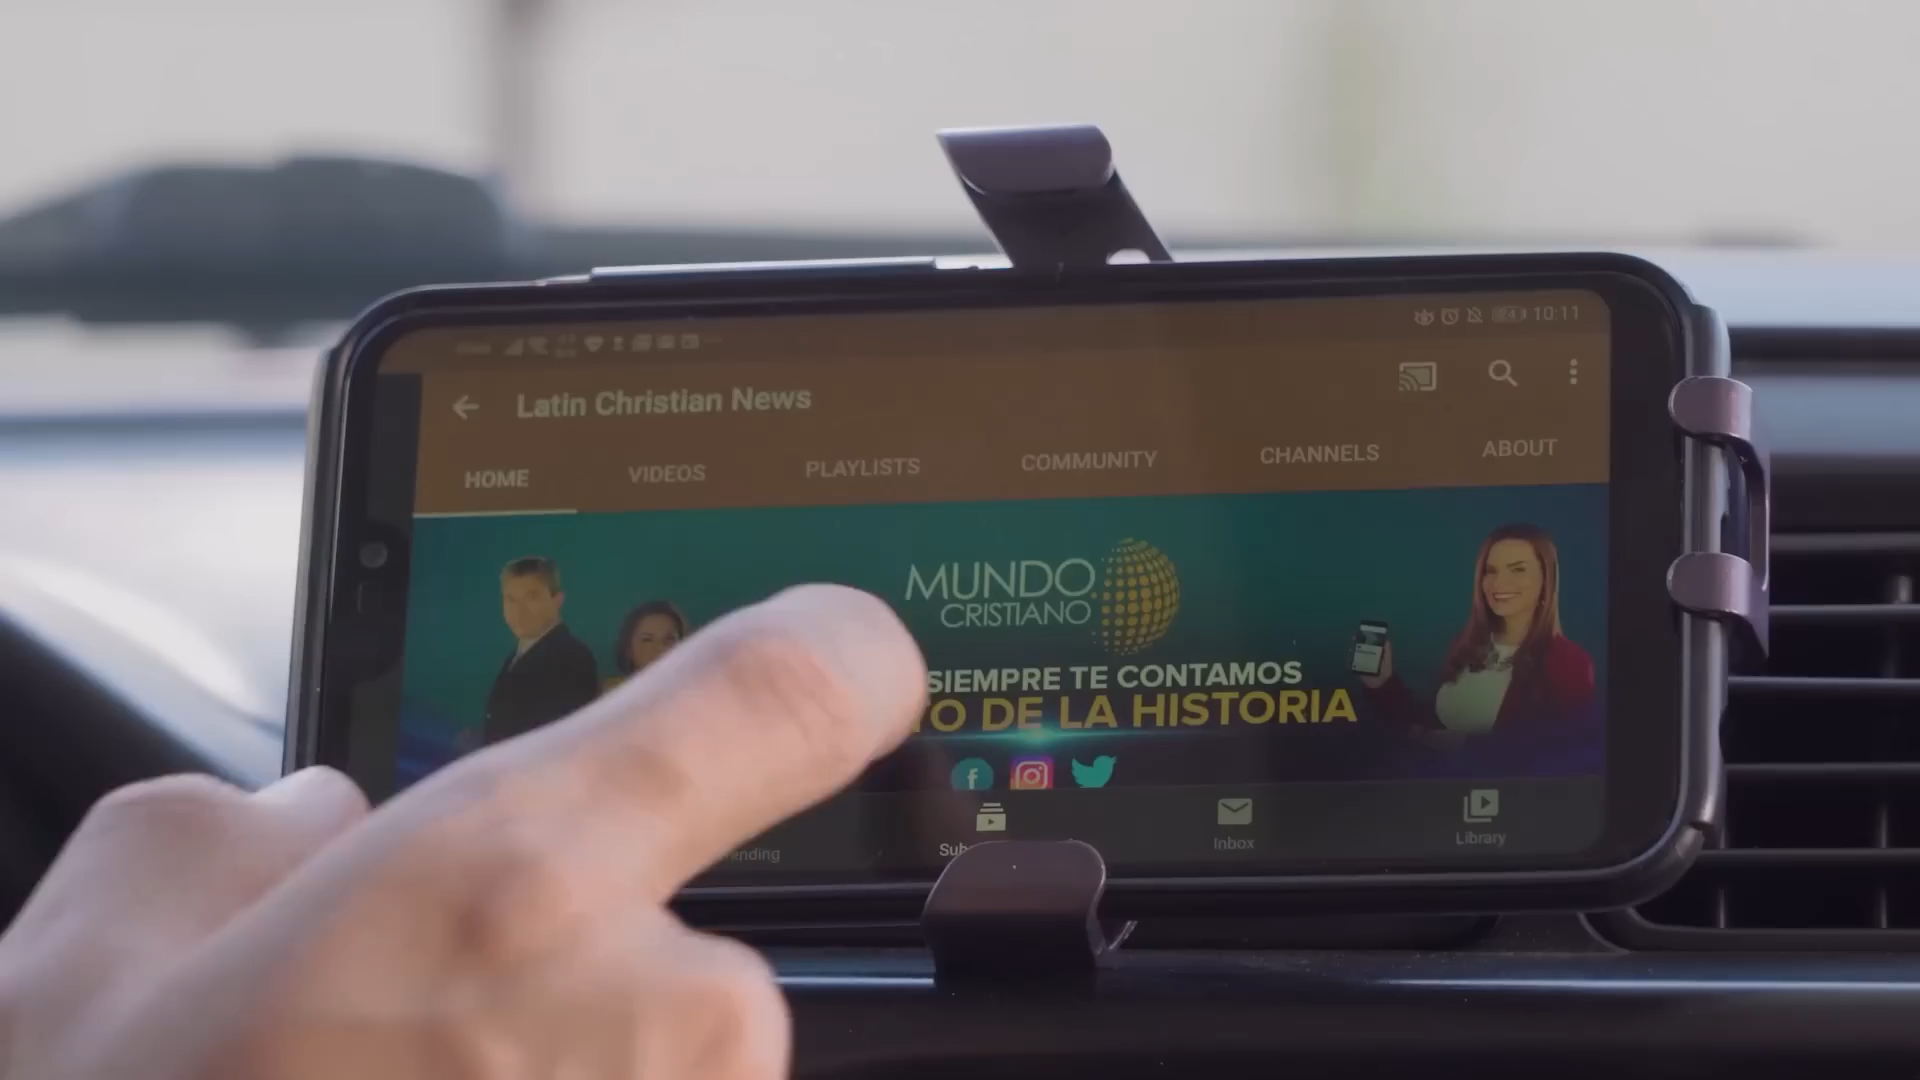 10:11
Latin Christian News
HOME VIDEOS PLAYLISTS COMMUNITY CHANNELS ABOUT
MUNDO
CRISTIANO
SIEMPRE TE CONTAMOS
DE LA HISTORIA
Inbox Library